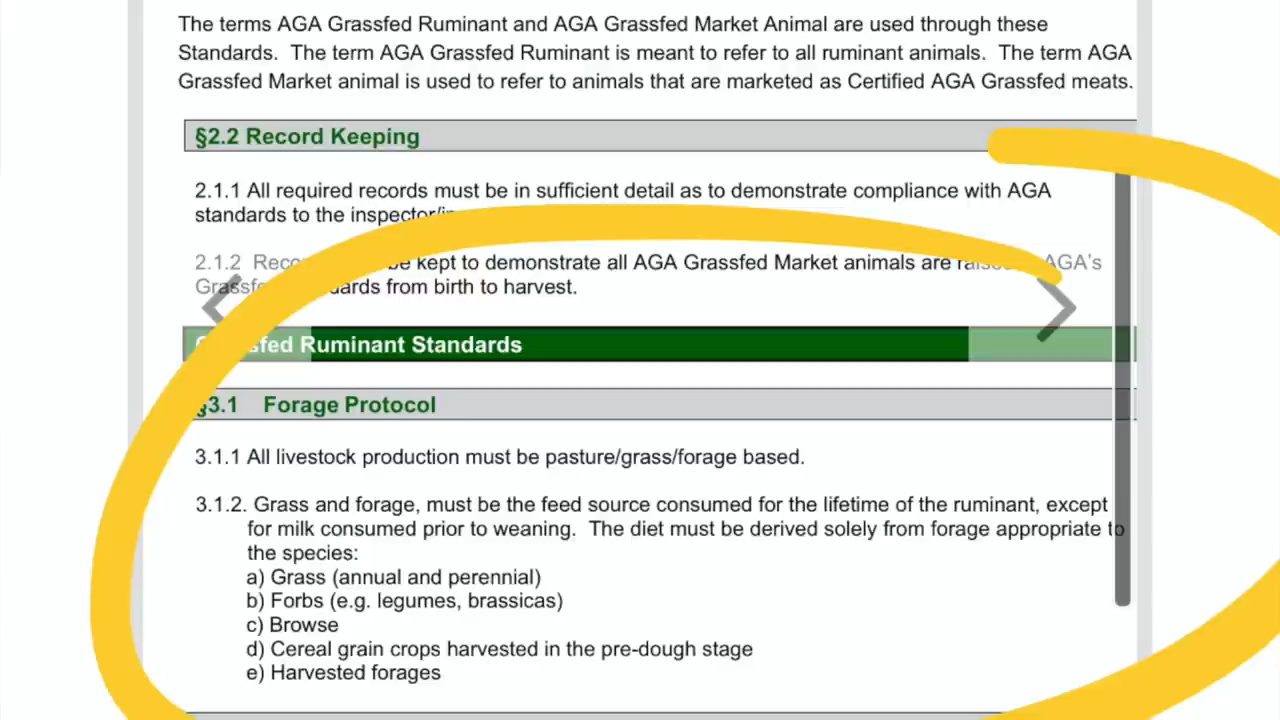 The terms AGA Grassfed Ruminant and AGA Grassfed Market Animal are used through these
Standards. The term AGA Grassfed Ruminant is meant to refer to all ruminant animals. The term AGA
Grassfed Market animal is used to refer to animals that are marketed as Certified AGA Grassfed meats.
§2.2 Record Keeping
2.1.1 All required records must be in sufficient detail as to demonstrate compliance with AGA
standards to the
2.1.2 be kept to demonstrate all AGA Grassfed Market animals are AGA's
from birth to harvest.
Ruminant Standards
§3.1 Forage Protocol
3.1.1 All livestock production must be pasture/grass/forage based.
3.1.2. Grass and forage, must be the feed source consumed for the lifetime of the ruminant, except
for milk consumed prior to weaning. The diet must be derived solely from forage appropriate to
the species:
a) Grass (annual and perennial)
b) Forbs (e.g. legumes, brassicas)
c) Browse
d) Cereal grain crops harvested in the pre-dough stage
e) Harvested forages